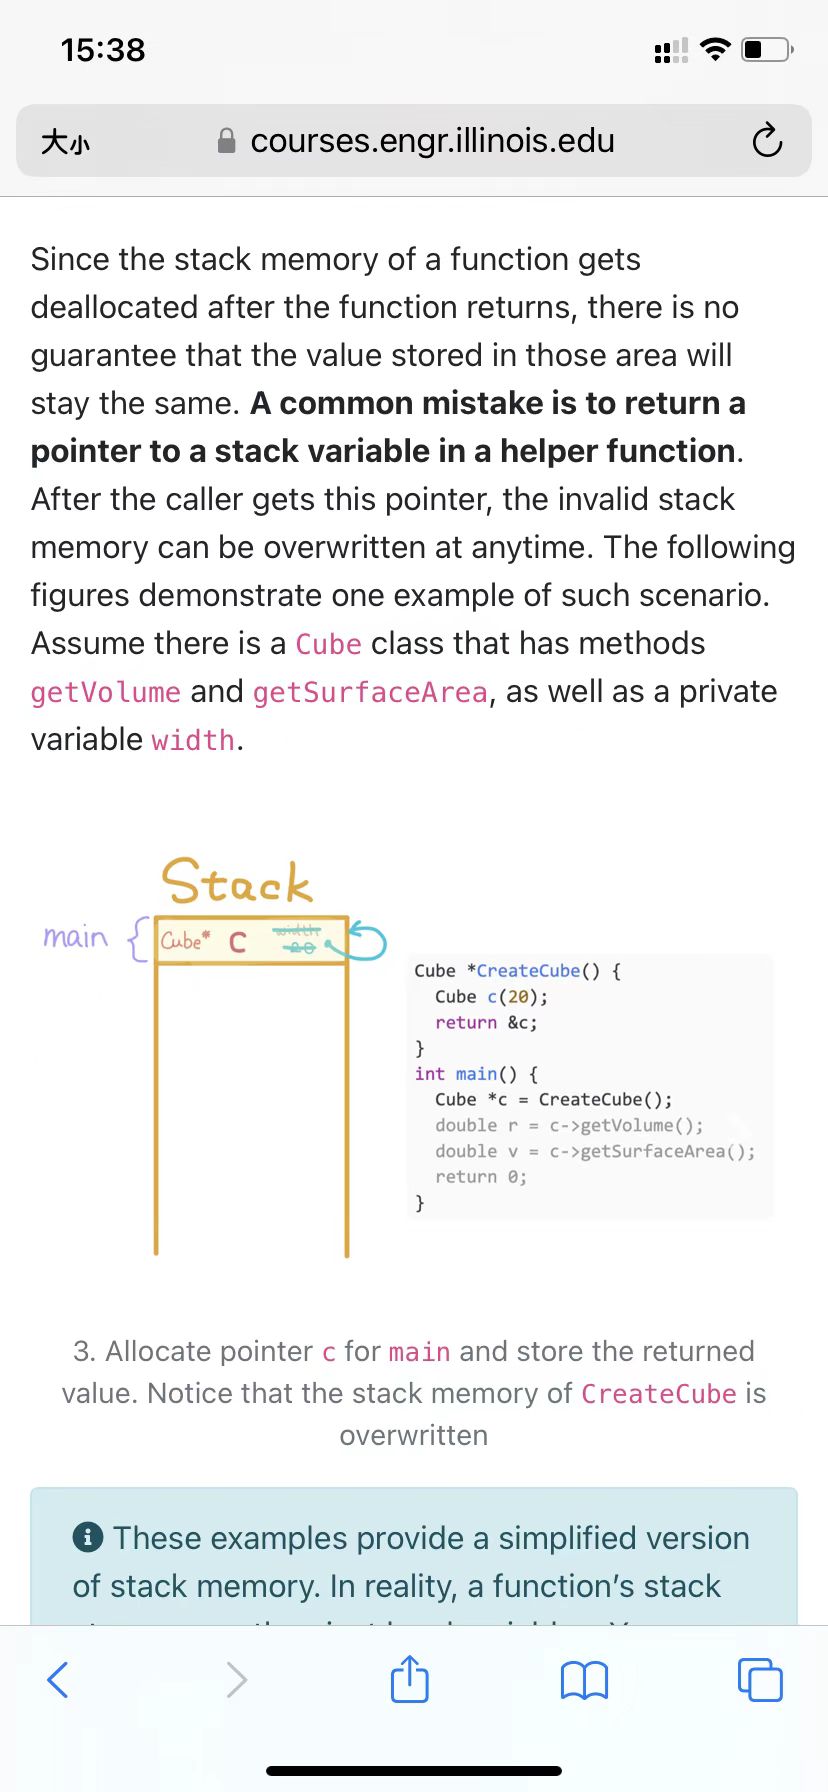 15:38
大小 courses.engr.illinois.edu
Since the stack memory of a function gets
deallocated after the function returns, there is no
guarantee that the value stored in those area will
stay the same. A common mistake is to return a
pointer to a stack variable in a helper function.
After the caller gets this pointer, the invalid stack
memory can be overwritten at anytime. The following
figures demonstrate one example of such scenario.
Assume there is a Cube class that has methods
getVolume and getSurfaceArea, as well as a private
variable width.
Stack
main { Cube* C width
20
Cube *CreateCube() {
Cube c(20);
return &c;
}
int main() {
Cube *c = CreateCube();
double r = c->getVolume();
double v = c->getSurfaceArea();
return 0;
}
3. Allocate pointer c for main and store the returned
value. Notice that the stack memory of CreateCube is
overwritten
These examples provide a simplified version
of stack memory. In reality, a function's stack